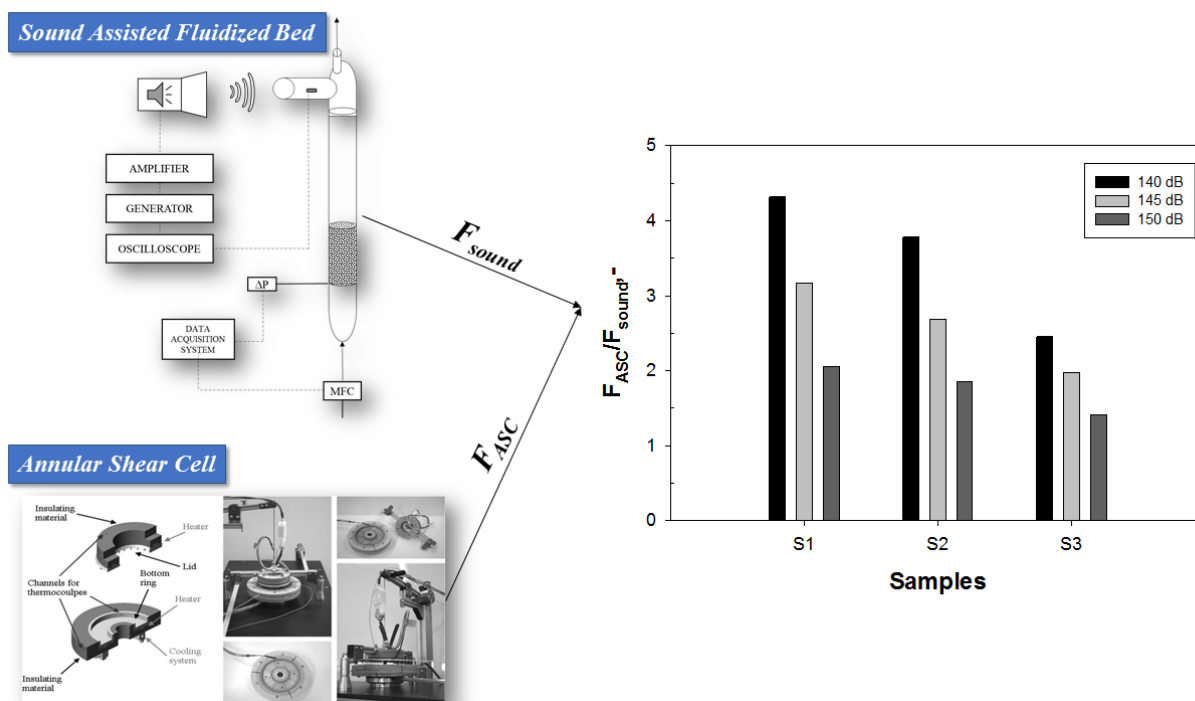 Sound Assisted Fluidized Bed
AMPLIFIER
GENERATOR
OSCILLOSCOPE
ΔP
DATA
ACQUISITION
SYSTEM
MFC
F sound
F ASC
Annular Shear Cell
Insulating
material
Heater
Lid
Channels for
thermocoulpes
Bottom
ring
Heater
Cooling
system
Insulating
material
5
4
3
2
1
0
F ASC/F sound,-
140 dB
145 dB
150 dB
S1 S2 S3
Samples